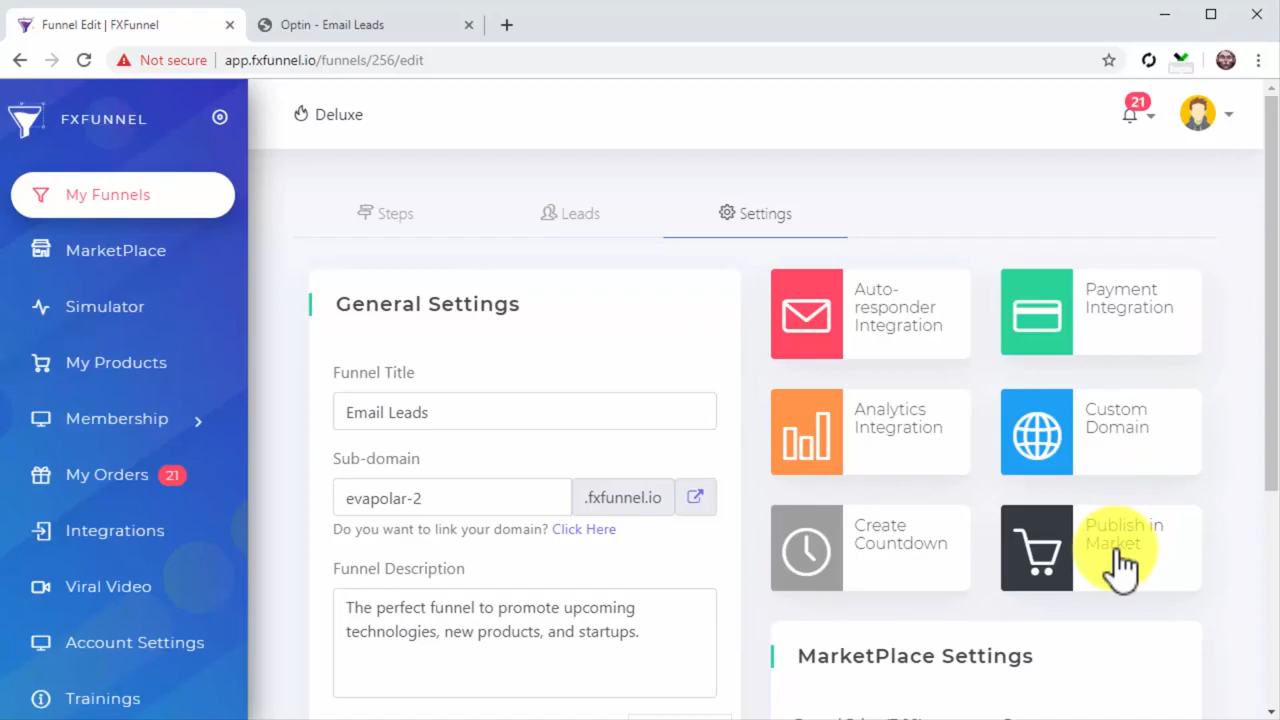 Funnel Edit | FXFunnel
Optin - Email Leads
Not secure
app.fxfunnel.io/funnels/256/edit
FXFUNNEL
Deluxe
21
My Funnels
MarketPlace
Simulator
My Products
Membership
My Orders 21
Integrations
Viral Video
Account Settings
Trainings
Steps
Leads
Settings
General Settings
Funnel Title
Email Leads
Sub-domain
evapolar-2 .fxfunnel.io
Do you want to link your domain? Click Here
Funnel Description
The perfect funnel to promote upcoming
technologies, new products, and startups.
Auto-
responder
Integration
Payment
Integration
Analytics
Integration
Custom
Domain
Create
Countdown
Publish in
Market
MarketPlace Settings